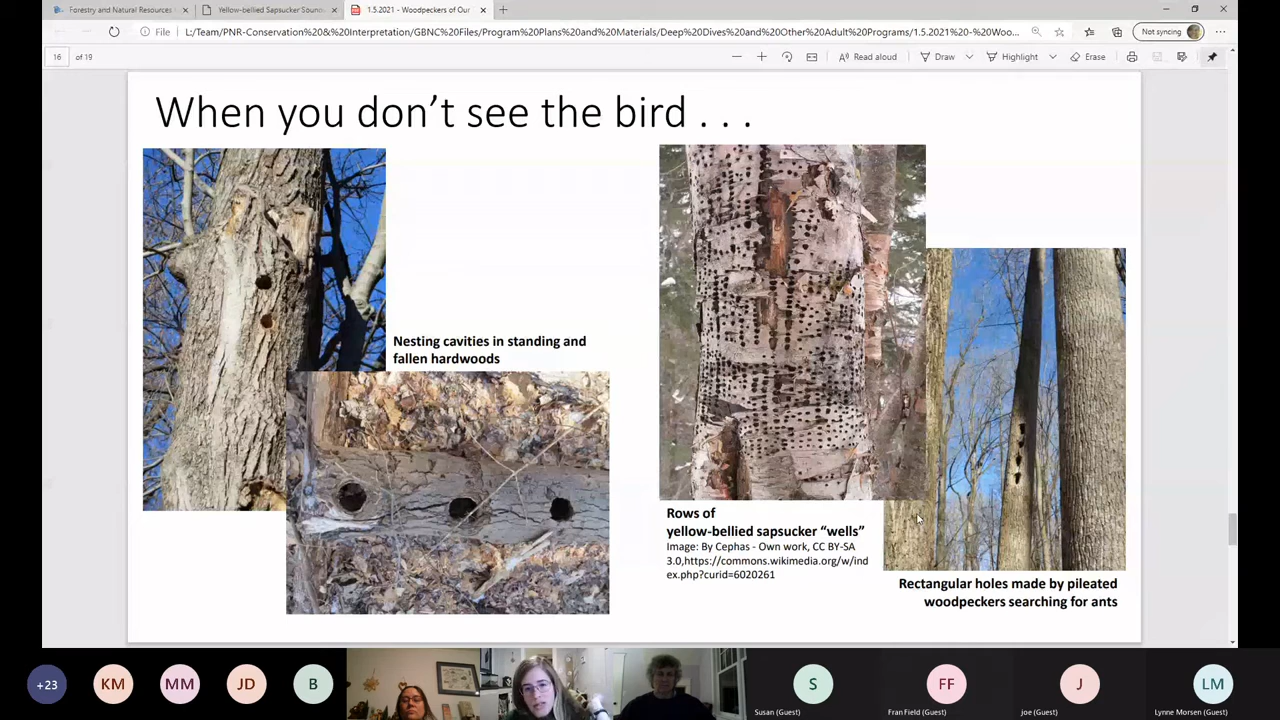 Forestry and Natural Resources
Yellow-bellied Sapsucker Sound
1.5.2021 - Woodpeckers of Our
File
L:/Team/PNR-Conservation%20&%20Interpretation/GBNC%20Files/Program%20Plans%20and%20Materials/Deep%20Dives%20and%20Other%20Adult%20Programs/1.5.2021%20-%20Woo...
Not syncing
16 of 19
Read aloud
Draw
Highlight
Erase
When you don’t see the bird . . .
Nesting cavities in standing and
fallen hardwoods
Rows of
yellow-bellied sapsucker “wells”
Image: By Cephas - Own work, CC BY-SA
3.0,https://commons.wikimedia.org/w/ind
ex.php?curid=6020261
Rectangular holes made by pileated
woodpeckers searching for ants
+23
KM
MM
JD
B
S
FF
J
LM
Susan (Guest)
Fran Field (Guest)
joe (Guest)
Lynne Morsen (Guest)